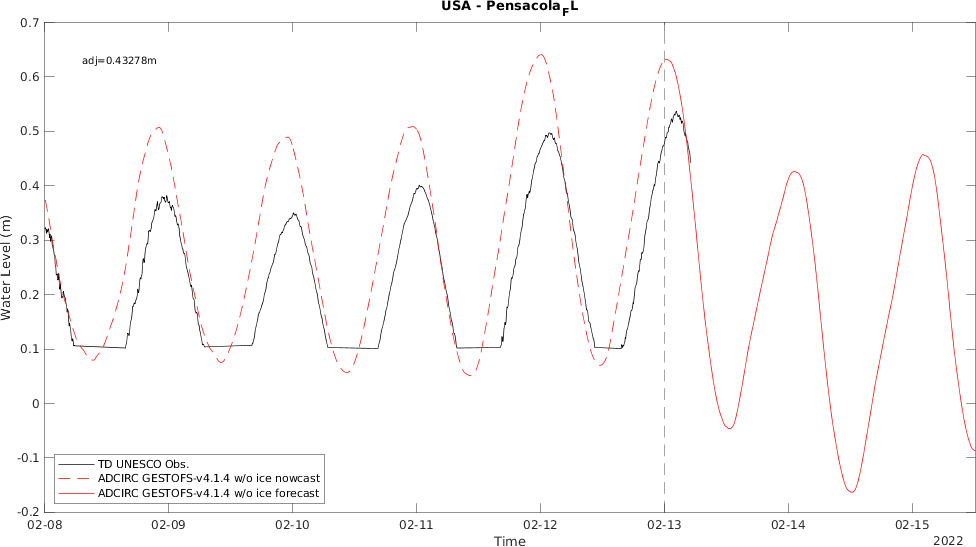 USA - Pensacola_FL
adj=0.43278m
0.7
0.6
0.5
0.4
0.3
0.2
0.1
0
-0.1
-0.2
Water Level (m)
TD UNESCO Obs.
ADCIRC GESTOFS-v4.1.4 w/o ice nowcast
ADCIRC GESTOFS-v4.1.4 w/o ice forecast
02-08 02-09 02-10 02-11 02-12 02-13 02-14 02-15
Time
2022